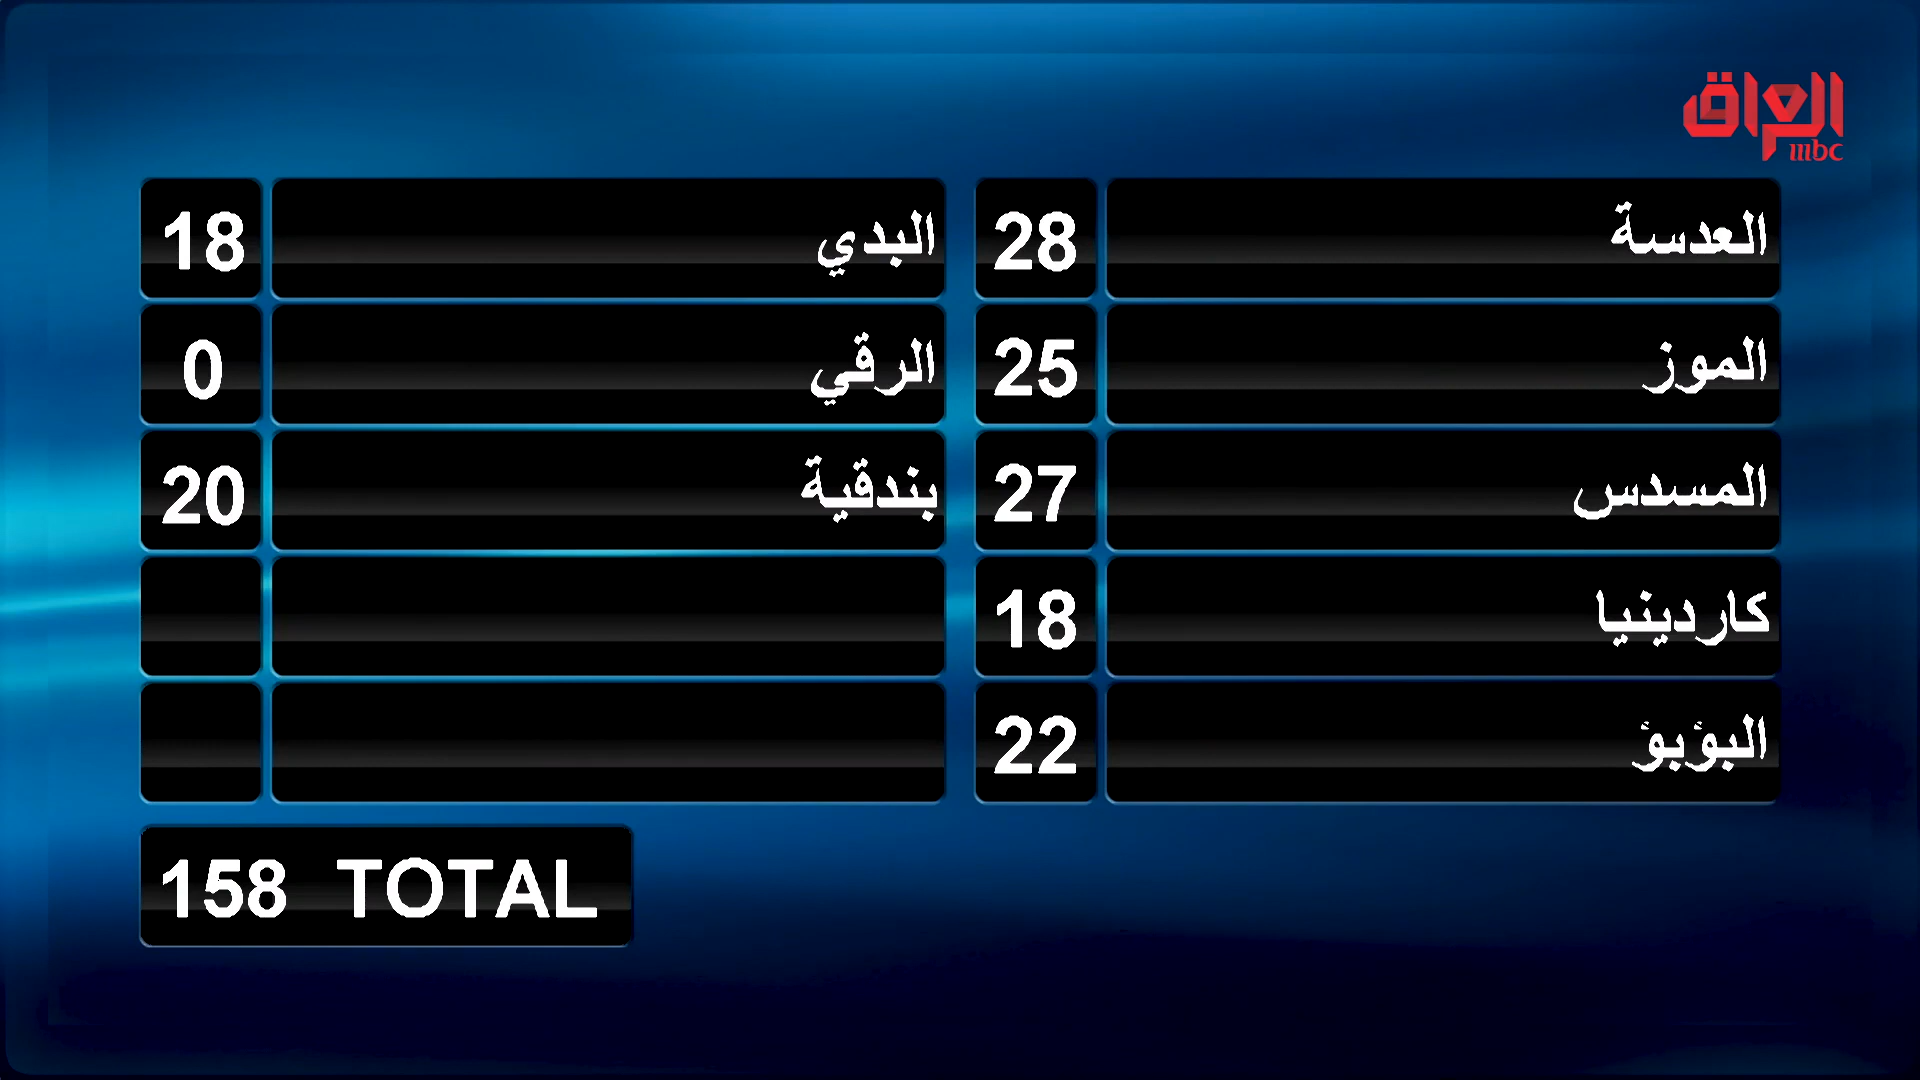 العراق
mbc
العدسة 28
الموز 25
المسدس 27
كاردينيا 18
البؤبؤ 22
البدي 18
الرقي 0
بندقية 20
158 TOTAL